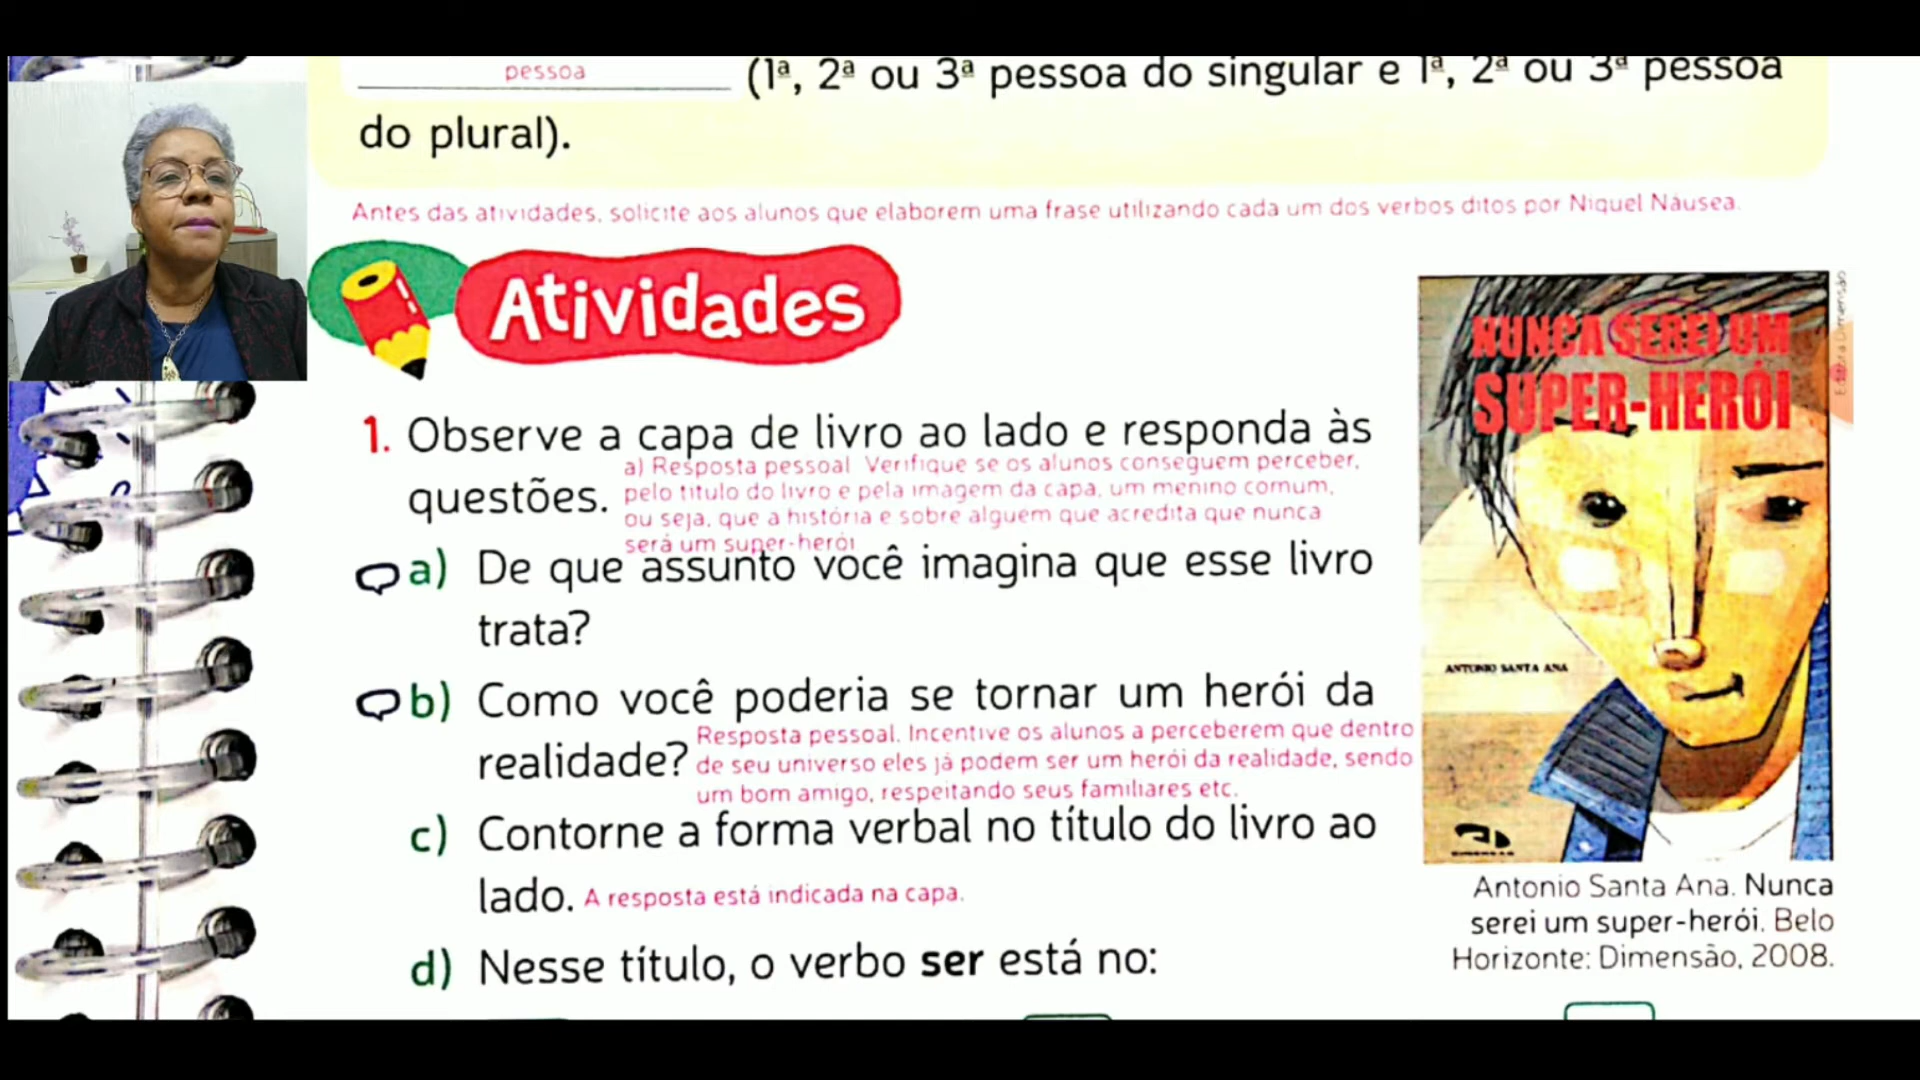 pessoa
(1ª, 2ª ou 3ª pessoa do singular e 1ª, 2ª ou 3ª pessoa
do plural).
Antes das atividades, solicite aos alunos que elaborem uma frase utilizando cada um dos verbos ditos por Níquel Náusea.
Atividades
1. Observe a capa de livro ao lado e responda às
questões.
a) Resposta pessoal. Verifique se os alunos conseguem perceber,
pelo título do livro e pela imagem da capa, um menino comum,
ou seja, que a história é sobre alguém que acredita que nunca
será um super-herói
a) De que assunto você imagina que esse livro
trata?
b) Como você poderia se tornar um herói da
realidade?
Resposta pessoal. Incentive os alunos a perceberem que dentro
de seu universo eles já podem ser um herói da realidade, sendo
um bom amigo, respeitando seus familiares etc.
c) Contorne a forma verbal no título do livro ao
lado.
A resposta está indicada na capa.
d) Nesse título, o verbo ser está no:
NUNCA SEREI UM
SUPER-HERÓI
ANTONIO SANTA ANA
DIMENSÃO
Editora Dimensão
Antonio Santa Ana. Nunca
serei um super-herói. Belo
Horizonte: Dimensão, 2008.